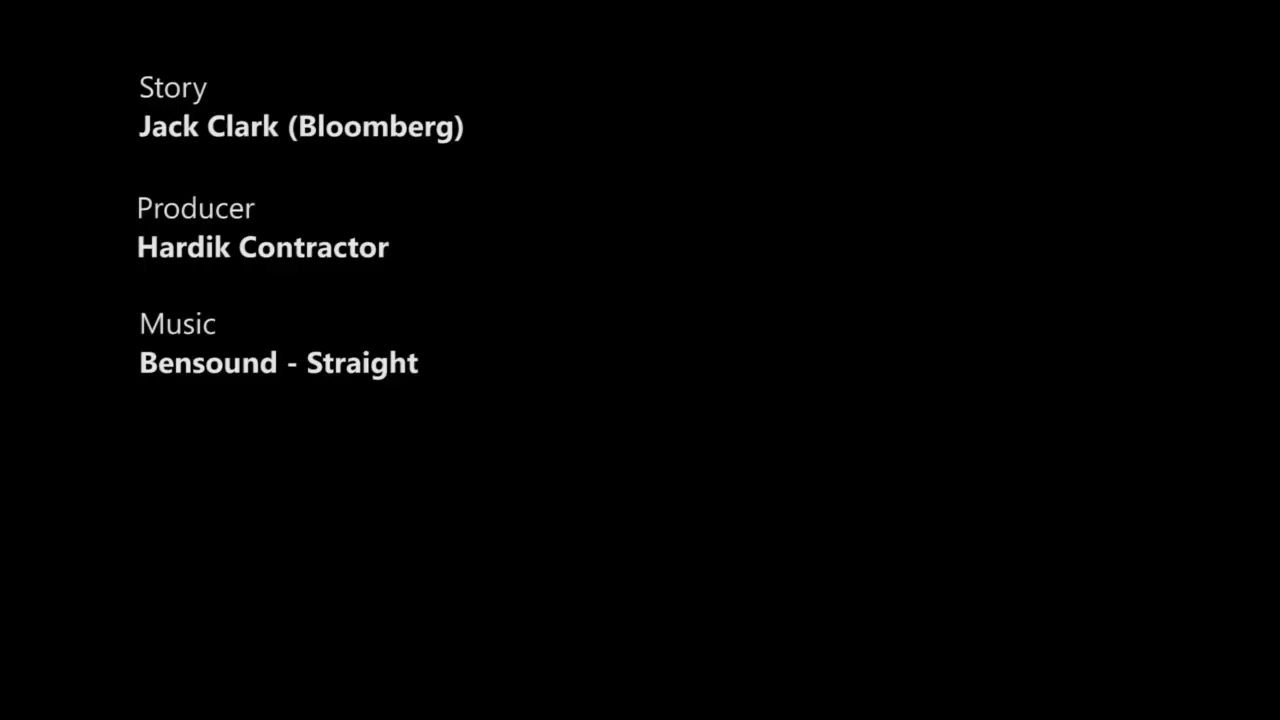 Story
Jack Clark (Bloomberg)
Producer
Hardik Contractor
Music
Bensound - Straight